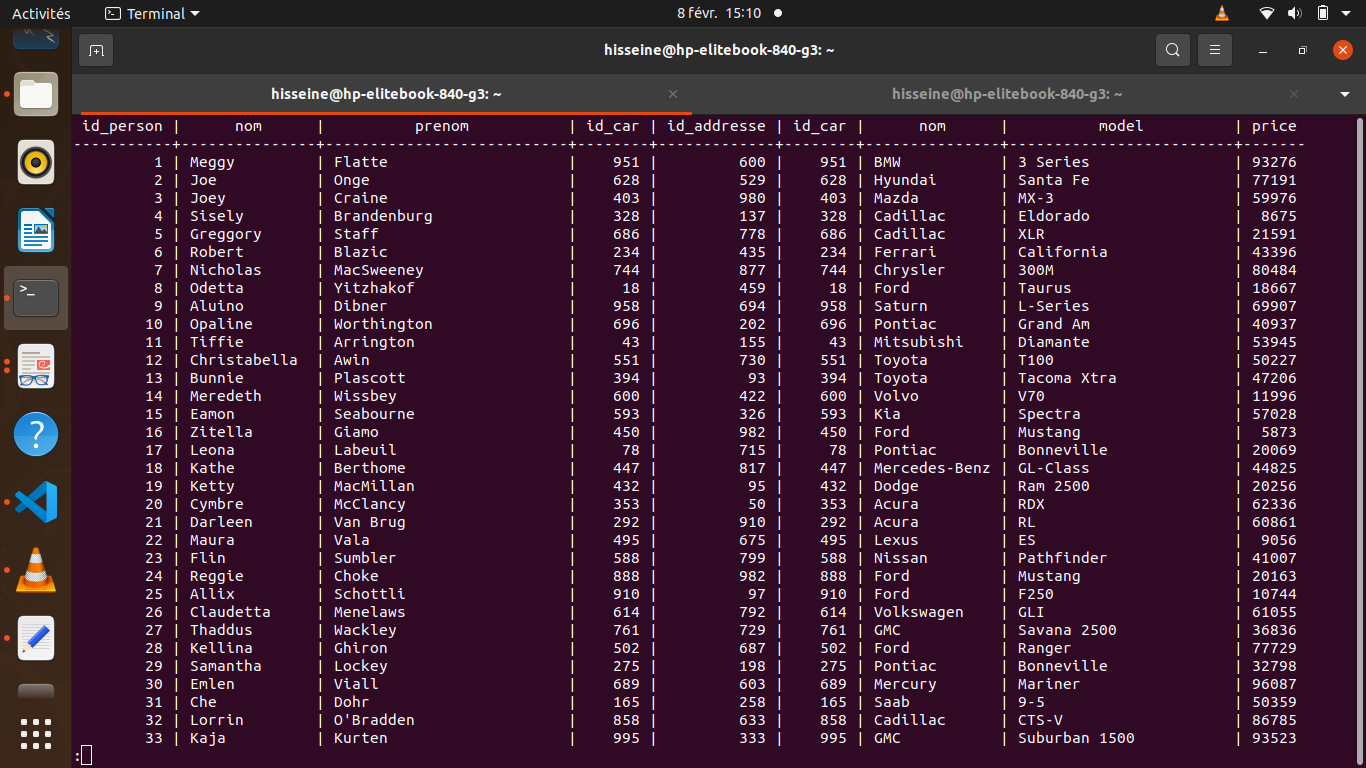 Activités Terminal 8 févr. 15:10
hisseine@hp-elitebook-840-g3: ~
hisseine@hp-elitebook-840-g3: ~ × hisseine@hp-elitebook-840-g3: ~ ×
id_person | nom | prenom | id_car | id_addresse | id_car | nom | model | price
-----------+---------------+---------------------------+--------+-------------+--------+---------------+-------------------------+-------
1 | Meggy | Flatte | 951 | 600 | 951 | BMW | 3 Series | 93276
2 | Joe | Onge | 628 | 529 | 628 | Hyundai | Santa Fe | 77191
3 | Joey | Craine | 403 | 980 | 403 | Mazda | MX-3 | 59976
4 | Sisely | Brandenburg | 328 | 137 | 328 | Cadillac | Eldorado | 8675
5 | Greggory | Staff | 686 | 778 | 686 | Cadillac | XLR | 21591
6 | Robert | Blazic | 234 | 435 | 234 | Ferrari | California | 43396
7 | Nicholas | MacSweeney | 744 | 877 | 744 | Chrysler | 300M | 80484
8 | Odetta | Yitzhakof | 18 | 459 | 18 | Ford | Taurus | 18667
9 | Aluino | Dibner | 958 | 694 | 958 | Saturn | L-Series | 69907
10 | Opaline | Worthington | 696 | 202 | 696 | Pontiac | Grand Am | 40937
11 | Tiffie | Arrington | 43 | 155 | 43 | Mitsubishi | Diamante | 53945
12 | Christabella | Awin | 551 | 730 | 551 | Toyota | T100 | 50227
13 | Bunnie | Plascott | 394 | 93 | 394 | Toyota | Tacoma Xtra | 47206
14 | Meredeth | Wissbey | 600 | 422 | 600 | Volvo | V70 | 11996
15 | Eamon | Seabourne | 593 | 326 | 593 | Kia | Spectra | 57028
16 | Zitella | Giamo | 450 | 982 | 450 | Ford | Mustang | 5873
17 | Leona | Labeuil | 78 | 715 | 78 | Pontiac | Bonneville | 20069
18 | Kathe | Berthome | 447 | 817 | 447 | Mercedes-Benz | GL-Class | 44825
19 | Ketty | MacMillan | 432 | 95 | 432 | Dodge | Ram 2500 | 20256
20 | Cymbre | McClancy | 353 | 50 | 353 | Acura | RDX | 62336
21 | Darleen | Van Brug | 292 | 910 | 292 | Acura | RL | 60861
22 | Maura | Vala | 495 | 675 | 495 | Lexus | ES | 9056
23 | Flin | Sumbler | 588 | 799 | 588 | Nissan | Pathfinder | 41007
24 | Reggie | Choke | 888 | 982 | 888 | Ford | Mustang | 20163
25 | Allix | Schottli | 910 | 97 | 910 | Ford | F250 | 10744
26 | Claudetta | Menelaws | 614 | 792 | 614 | Volkswagen | GLI | 61055
27 | Thaddus | Wackley | 761 | 729 | 761 | GMC | Savana 2500 | 36836
28 | Kellina | Ghiron | 502 | 687 | 502 | Ford | Ranger | 77729
29 | Samantha | Lockey | 275 | 198 | 275 | Pontiac | Bonneville | 32798
30 | Emlen | Viall | 689 | 603 | 689 | Mercury | Mariner | 96087
31 | Che | Dohr | 165 | 258 | 165 | Saab | 9-5 | 50359
32 | Lorrin | O'Bradden | 858 | 633 | 858 | Cadillac | CTS-V | 86785
33 | Kaja | Kurten | 995 | 333 | 995 | GMC | Suburban 1500 | 93523
: